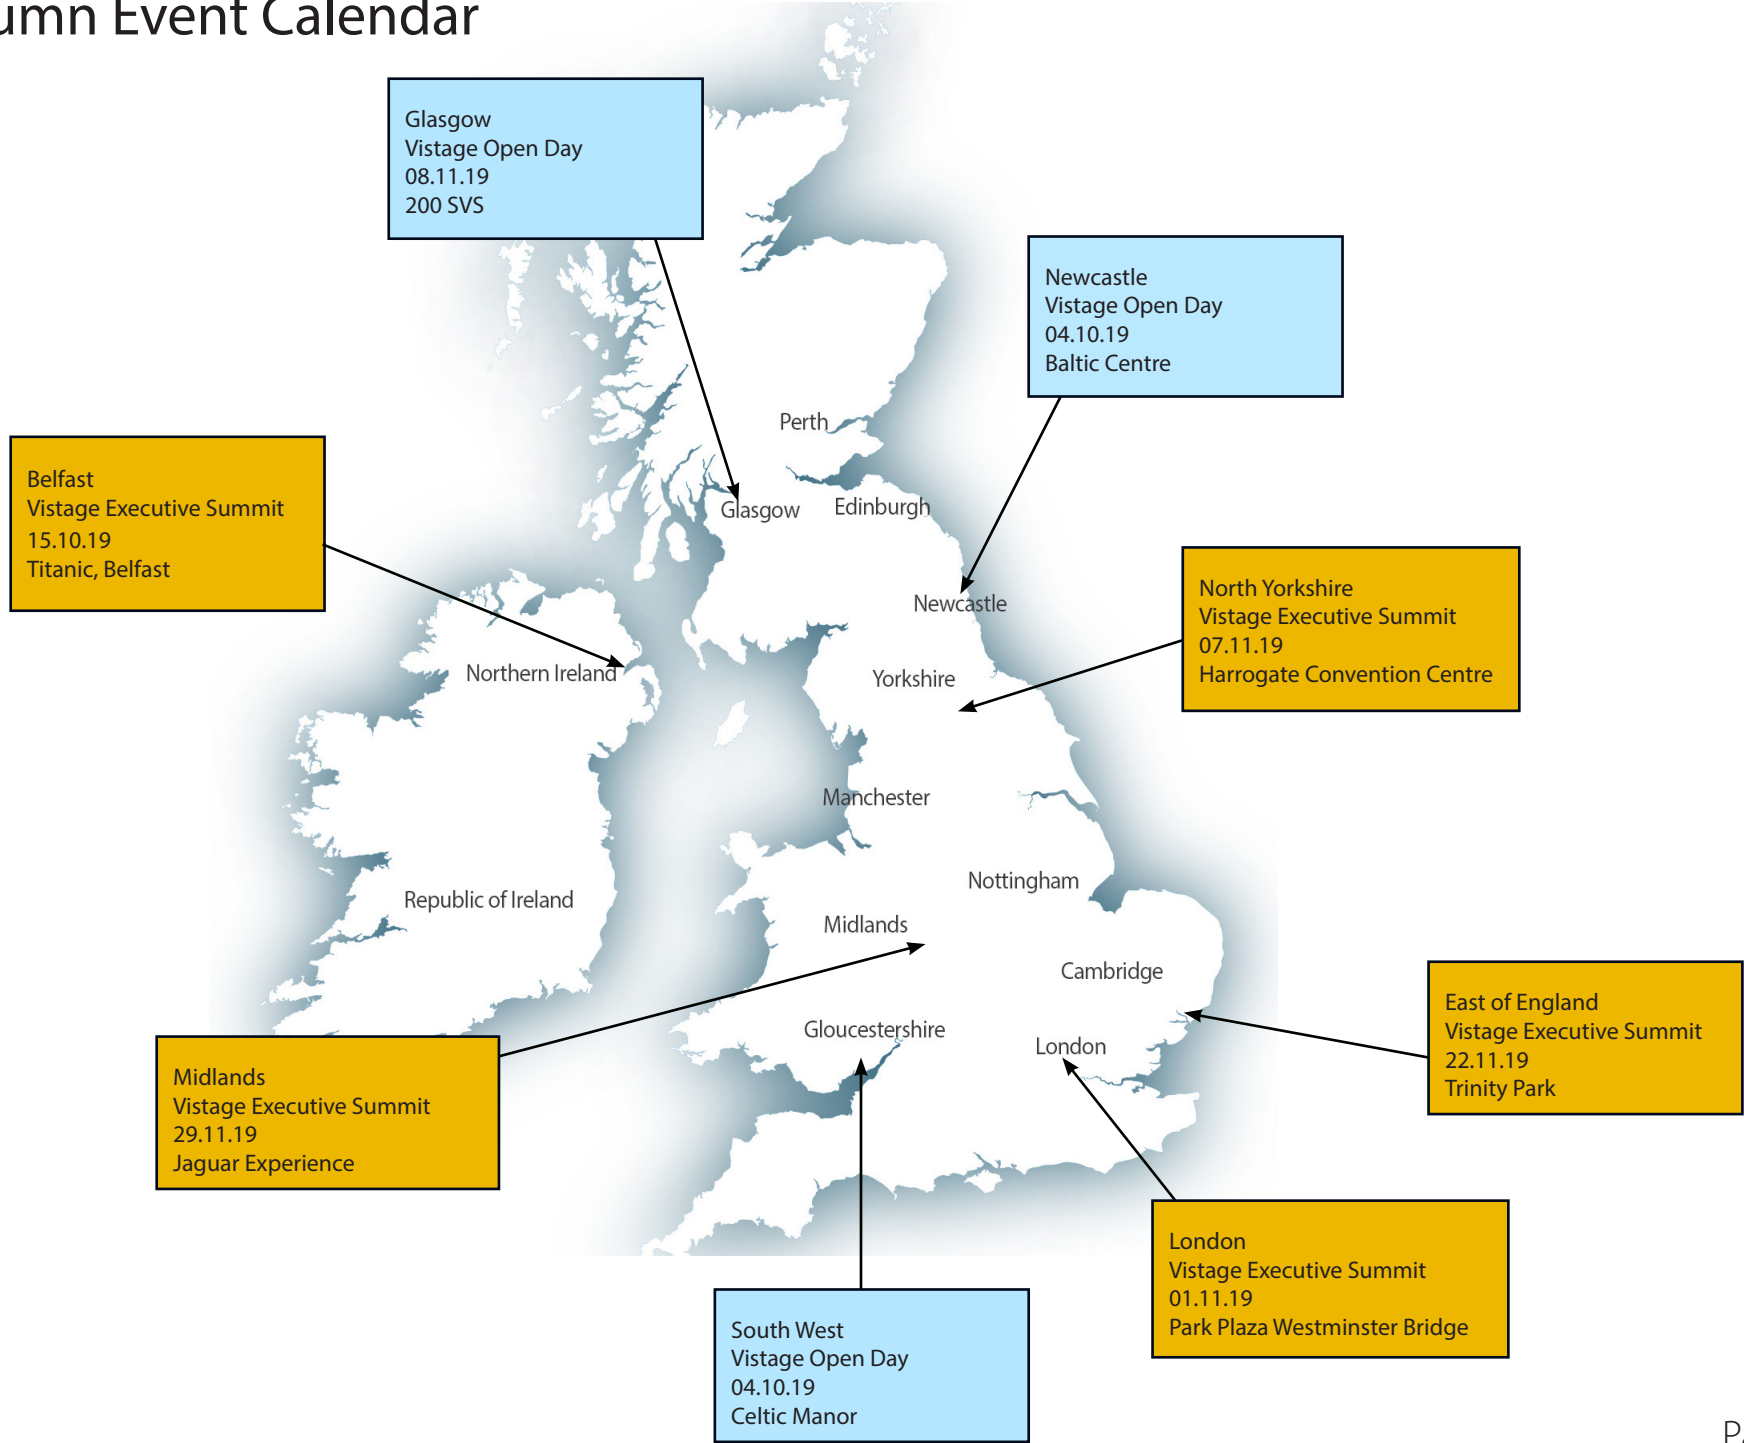 umn Event Calendar
Glasgow
Vistage Open Day
08.11.19
200 SVS
Newcastle
Vistage Open Day
04.10.19
Baltic Centre
Perth
Belfast
Vistage Executive Summit
15.10.19
Titanic, Belfast
Glasgow
Edinburgh
North Yorkshire
Vistage Executive Summit
07.11.19
Harrogate Convention Centre
Newcastle
Northern Ireland
Yorkshire
Manchester
Nottingham
Republic of Ireland
Midlands
Cambridge
East of England
Vistage Executive Summit
22.11.19
Trinity Park
Gloucestershire
London
Midlands
Vistage Executive Summit
29.11.19
Jaguar Experience
London
Vistage Executive Summit
01.11.19
Park Plaza Westminster Bridge
South West
Vistage Open Day
04.10.19
Celtic Manor